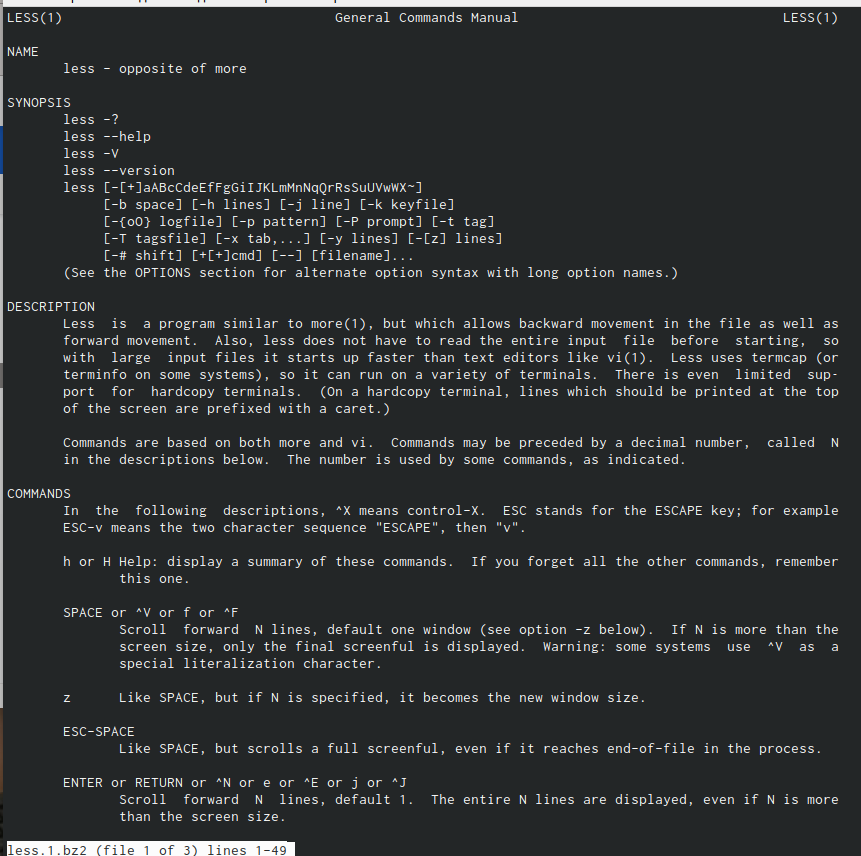 LESS(1)                                  General Commands Manual                                 LESS(1)
NAME
less - opposite of more
SYNOPSIS
less -?
less --help
less -V
less --version
less [-[+]aABcCdeEfFgGiIJKLmMnNqQrRsSuUVwWX~]
[-b space] [-h lines] [-j line] [-k keyfile]
[-{oO} logfile] [-p pattern] [-P prompt] [-t tag]
[-T tagsfile] [-x tab,...] [-y lines] [-[z] lines]
[-# shift] [+[+]cmd] [--] [filename]...
(See the OPTIONS section for alternate option syntax with long option names.)
DESCRIPTION
Less  is  a program similar to more(1), but which allows backward movement in the file as well as
forward movement.  Also, less does not have to read the entire input  file  before  starting,  so
with  large  input files it starts up faster than text editors like vi(1).  Less uses termcap (or
terminfo on some systems), so it can run on a variety of terminals.  There is even  limited  sup-
port  for  hardcopy terminals.  (On a hardcopy terminal, lines which should be printed at the top
of the screen are prefixed with a caret.)
Commands are based on both more and vi.  Commands may be preceded by a decimal number,  called  N
in the descriptions below.  The number is used by some commands, as indicated.
COMMANDS
In  the  following  descriptions, ^X means control-X.  ESC stands for the ESCAPE key; for example
ESC-v means the two character sequence "ESCAPE", then "v".
h or H Help: display a summary of these commands.  If you forget all the other commands, remember
this one.
SPACE or ^V or f or ^F
Scroll  forward  N lines, default one window (see option -z below).  If N is more than the
screen size, only the final screenful is displayed.  Warning: some systems  use  ^V  as  a
special literalization character.
z      Like SPACE, but if N is specified, it becomes the new window size.
ESC-SPACE
Like SPACE, but scrolls a full screenful, even if it reaches end-of-file in the process.
ENTER or RETURN or ^N or e or ^E or j or ^J
Scroll  forward  N  lines, default 1.  The entire N lines are displayed, even if N is more
than the screen size.
less.1.bz2 (file 1 of 3) lines 1-49